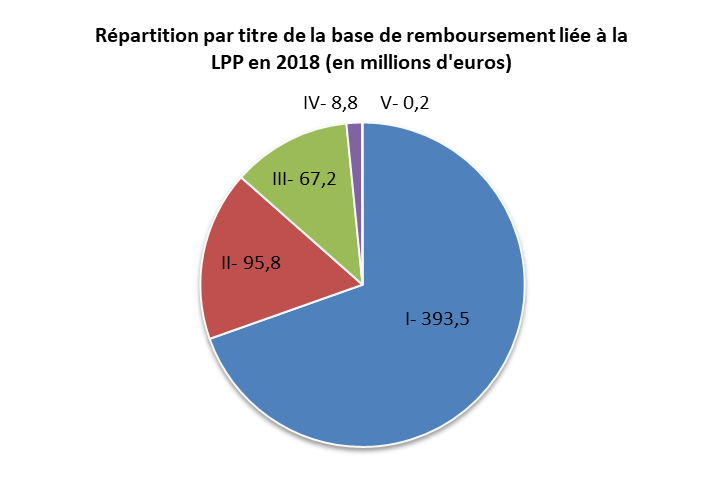 Répartition par titre de la base de remboursement liée à la
LPP en 2018 (en millions d'euros)
IV- 8,8
V- 0,2
III- 67,2
II- 95,8
I- 393,5